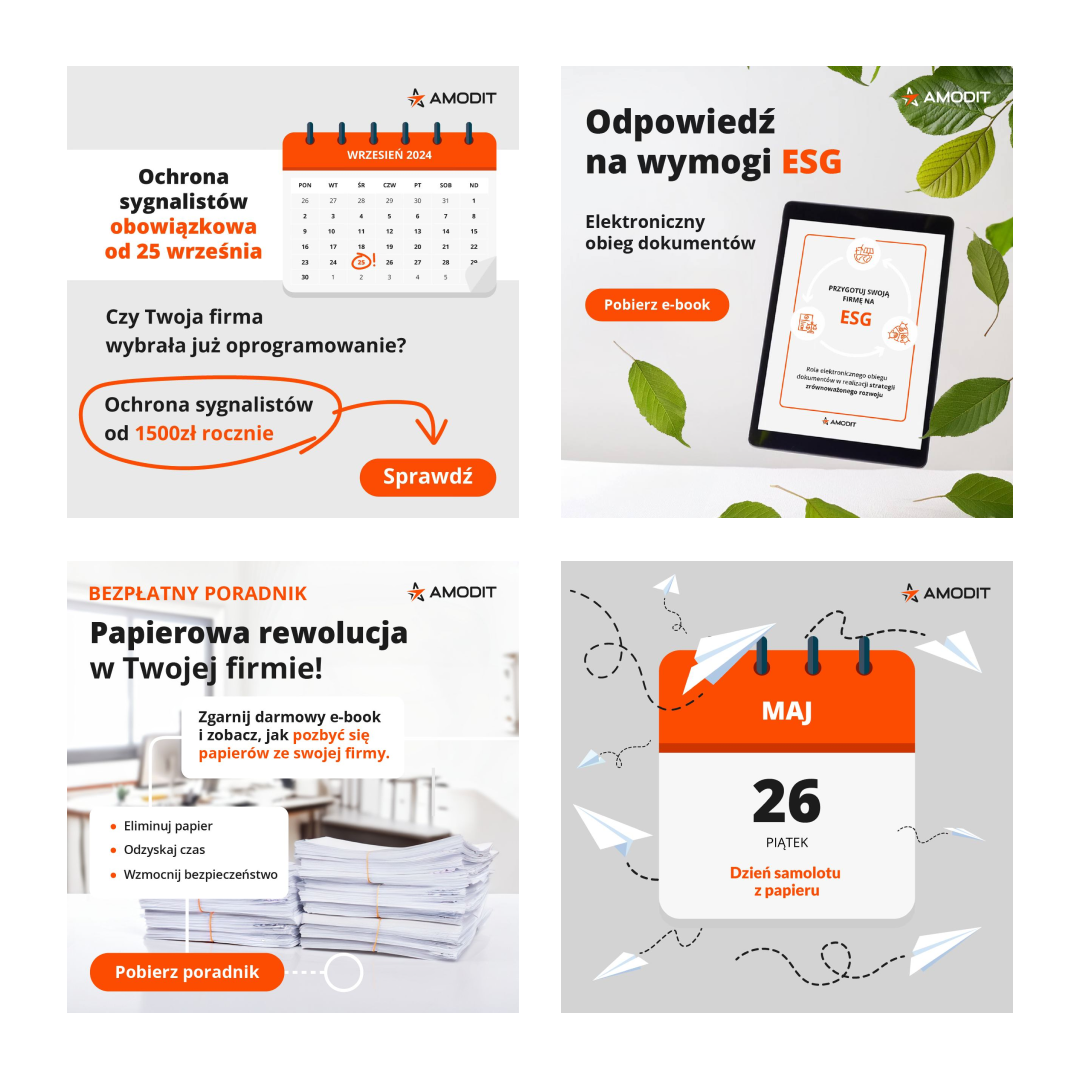 AMODIT
WRZESIEŃ 2024
PON WT ŚR CZW PT SOB ND
26 27 28 29 30 31 1
2 3 4 5 6 7 8
9 10 11 12 13 14 15
16 17 18 19 20 21 22
23 24 25! 26 27 28 29
30 1 2 3 4 5
Ochrona
sygnalistów
obowiązkowa
od 25 września
Czy Twoja firma
wybrała już oprogramowanie?
Ochrona sygnalistów
od 1500zł rocznie
Sprawdź
AMODIT
Odpowiedź
na wymogi ESG
Elektroniczny
obieg dokumentów
Pobierz e-book
PRZYGOTUJ SWOJĄ
FIRMĘ NA
ESG
Rola elektronicznego obiegu
dokumentów w realizacji strategii
zrównoważonego rozwoju
AMODIT
BEZPŁATNY PORADNIK
AMODIT
Papierowa rewolucja
w Twojej firmie!
Zgarnij darmowy e-book
i zobacz, jak pozbyć się
papierów ze swojej firmy.
Eliminuj papier
Odzyskaj czas
Wzmocnij bezpieczeństwo
Pobierz poradnik
AMODIT
MAJ
26
PIĄTEK
Dzień samolotu
z papieru